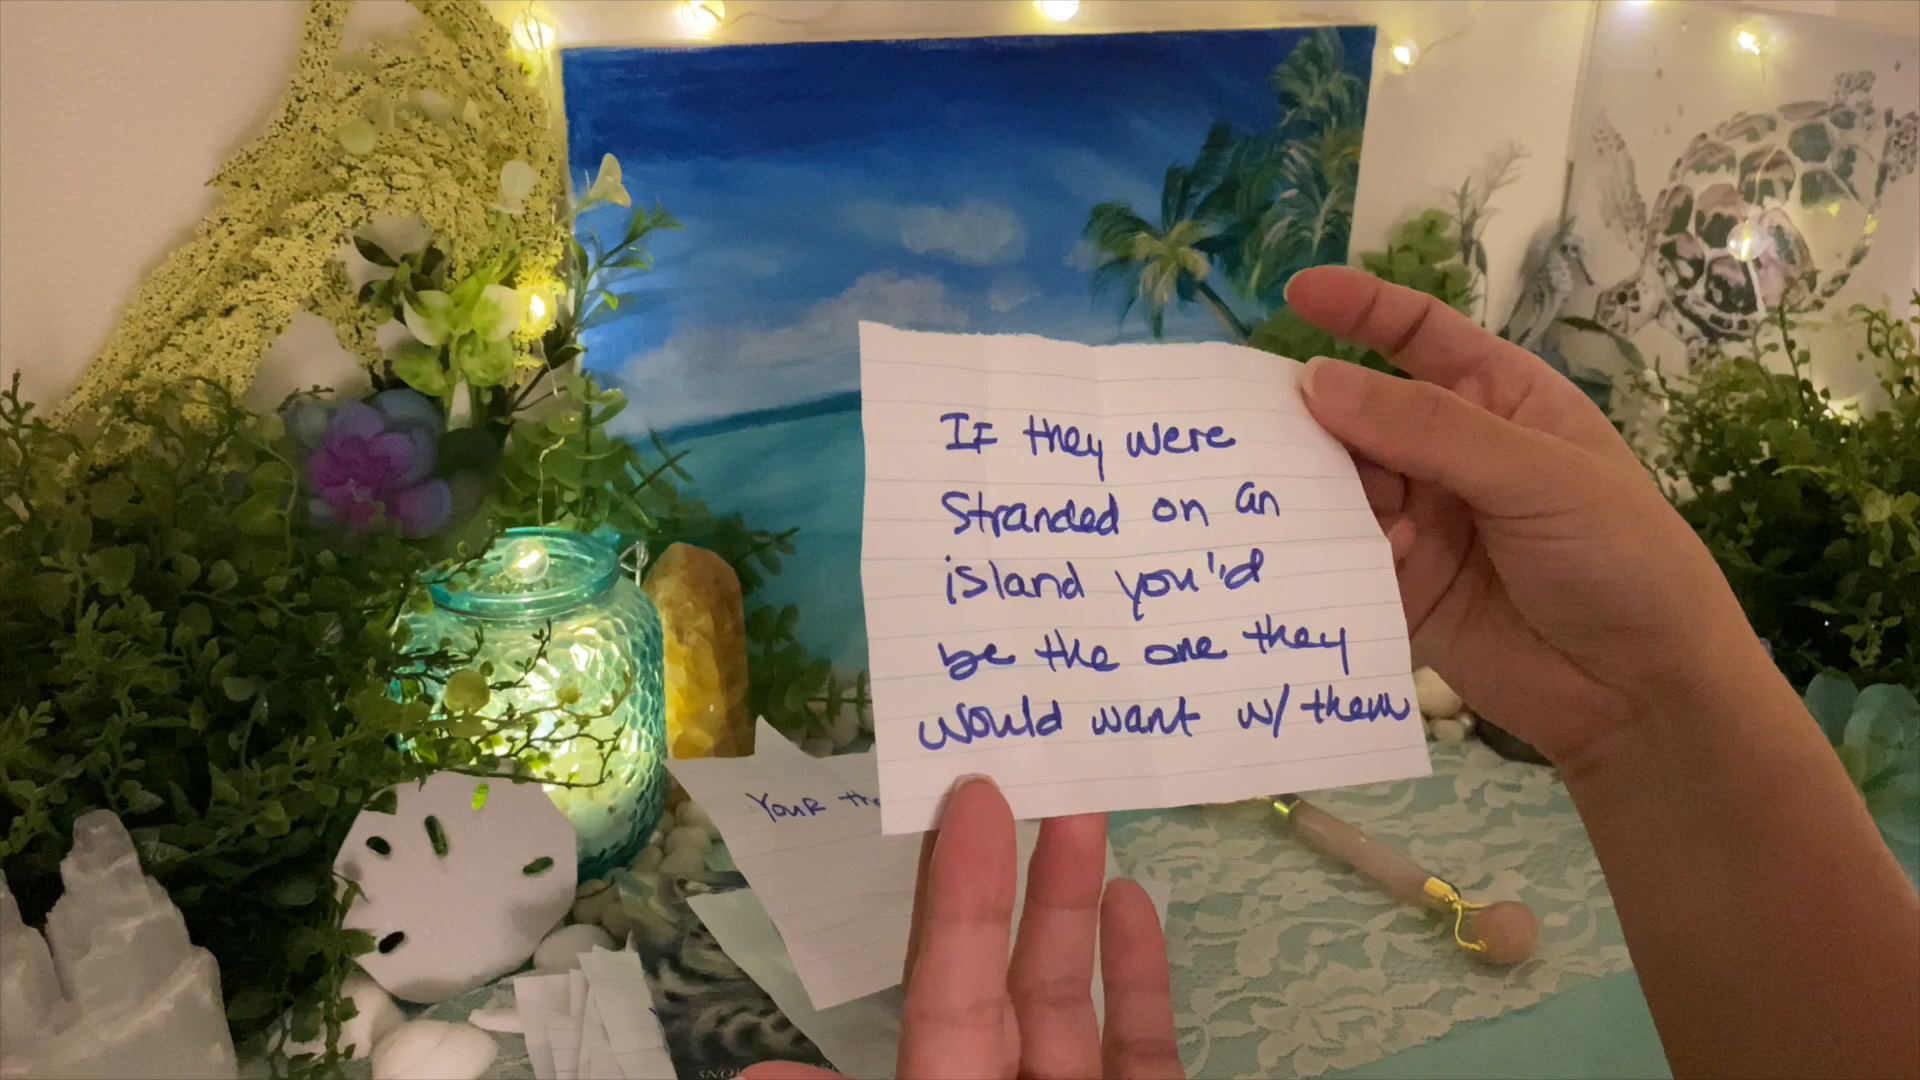 IF they were
Stranded on an
island you'd
be the one they
would want w/ them
Your